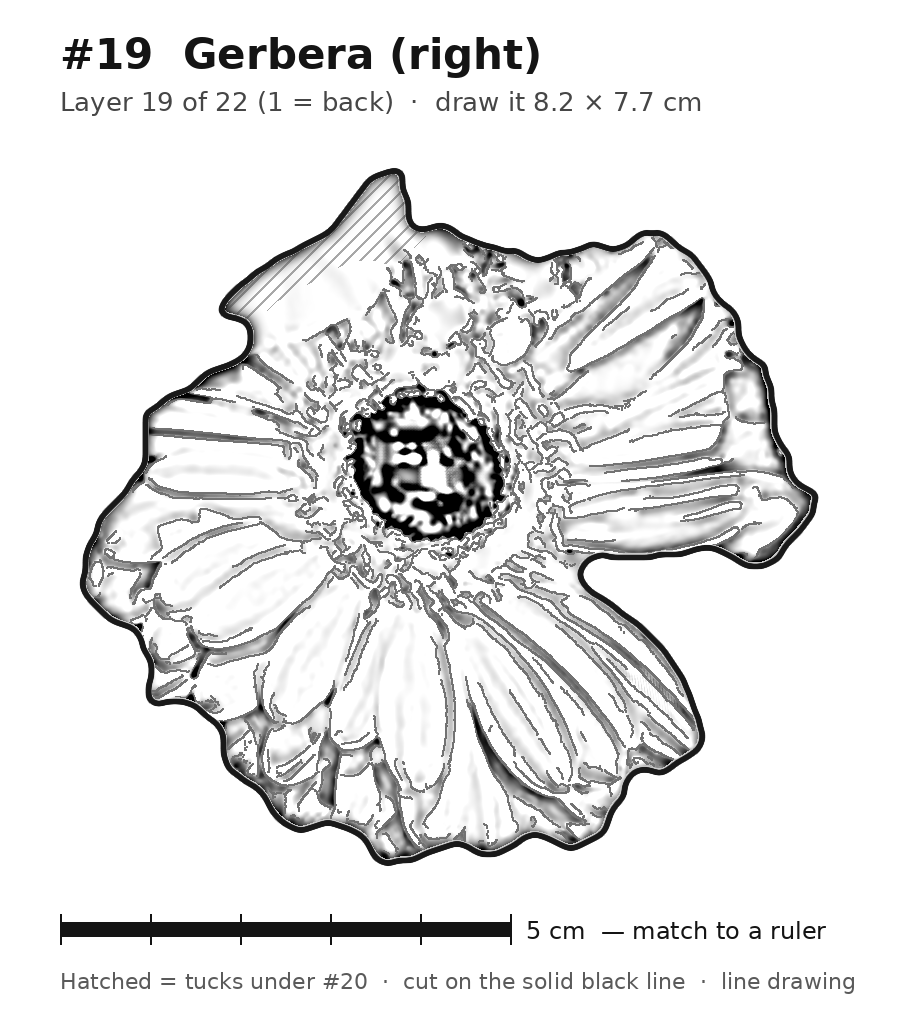 #19 Gerbera (right)
Layer 19 of 22 (1 = back) · draw it 8.2 × 7.7 cm
5 cm — match to a ruler
Hatched = tucks under #20 · cut on the solid black line · line drawing